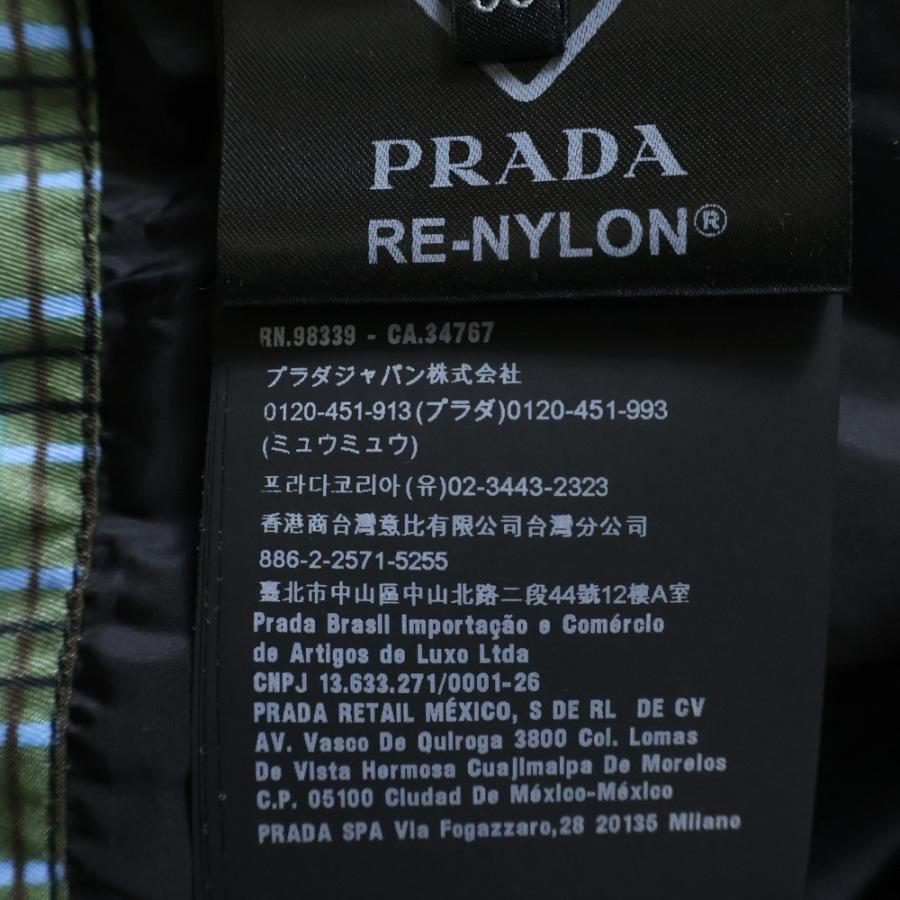 PRADA
RE-NYLON®
RN.98339 - CA.34767
プラダジャパン株式会社
0120-451-913(プラダ)0120-451-993
(ミュウミュウ)
프라다코리아(유)02-3443-2323
香港商台灣意比有限公司台灣分公司
886-2-2571-5255
臺北市中山區中山北路二段44號12樓A室
Prada Brasil Importação e Comércio
de Artigos de Luxo Ltda
CNPJ 13.633.271/0001-26
PRADA RETAIL MÉXICO, S DE RL DE CV
AV. Vasco De Quiroga 3800 Col. Lomas
De Vista Hermosa Cuajimalpa De Morelos
C.P. 05100 Ciudad De México-México
PRADA SPA Via Fogazzaro,28 20135 Milano